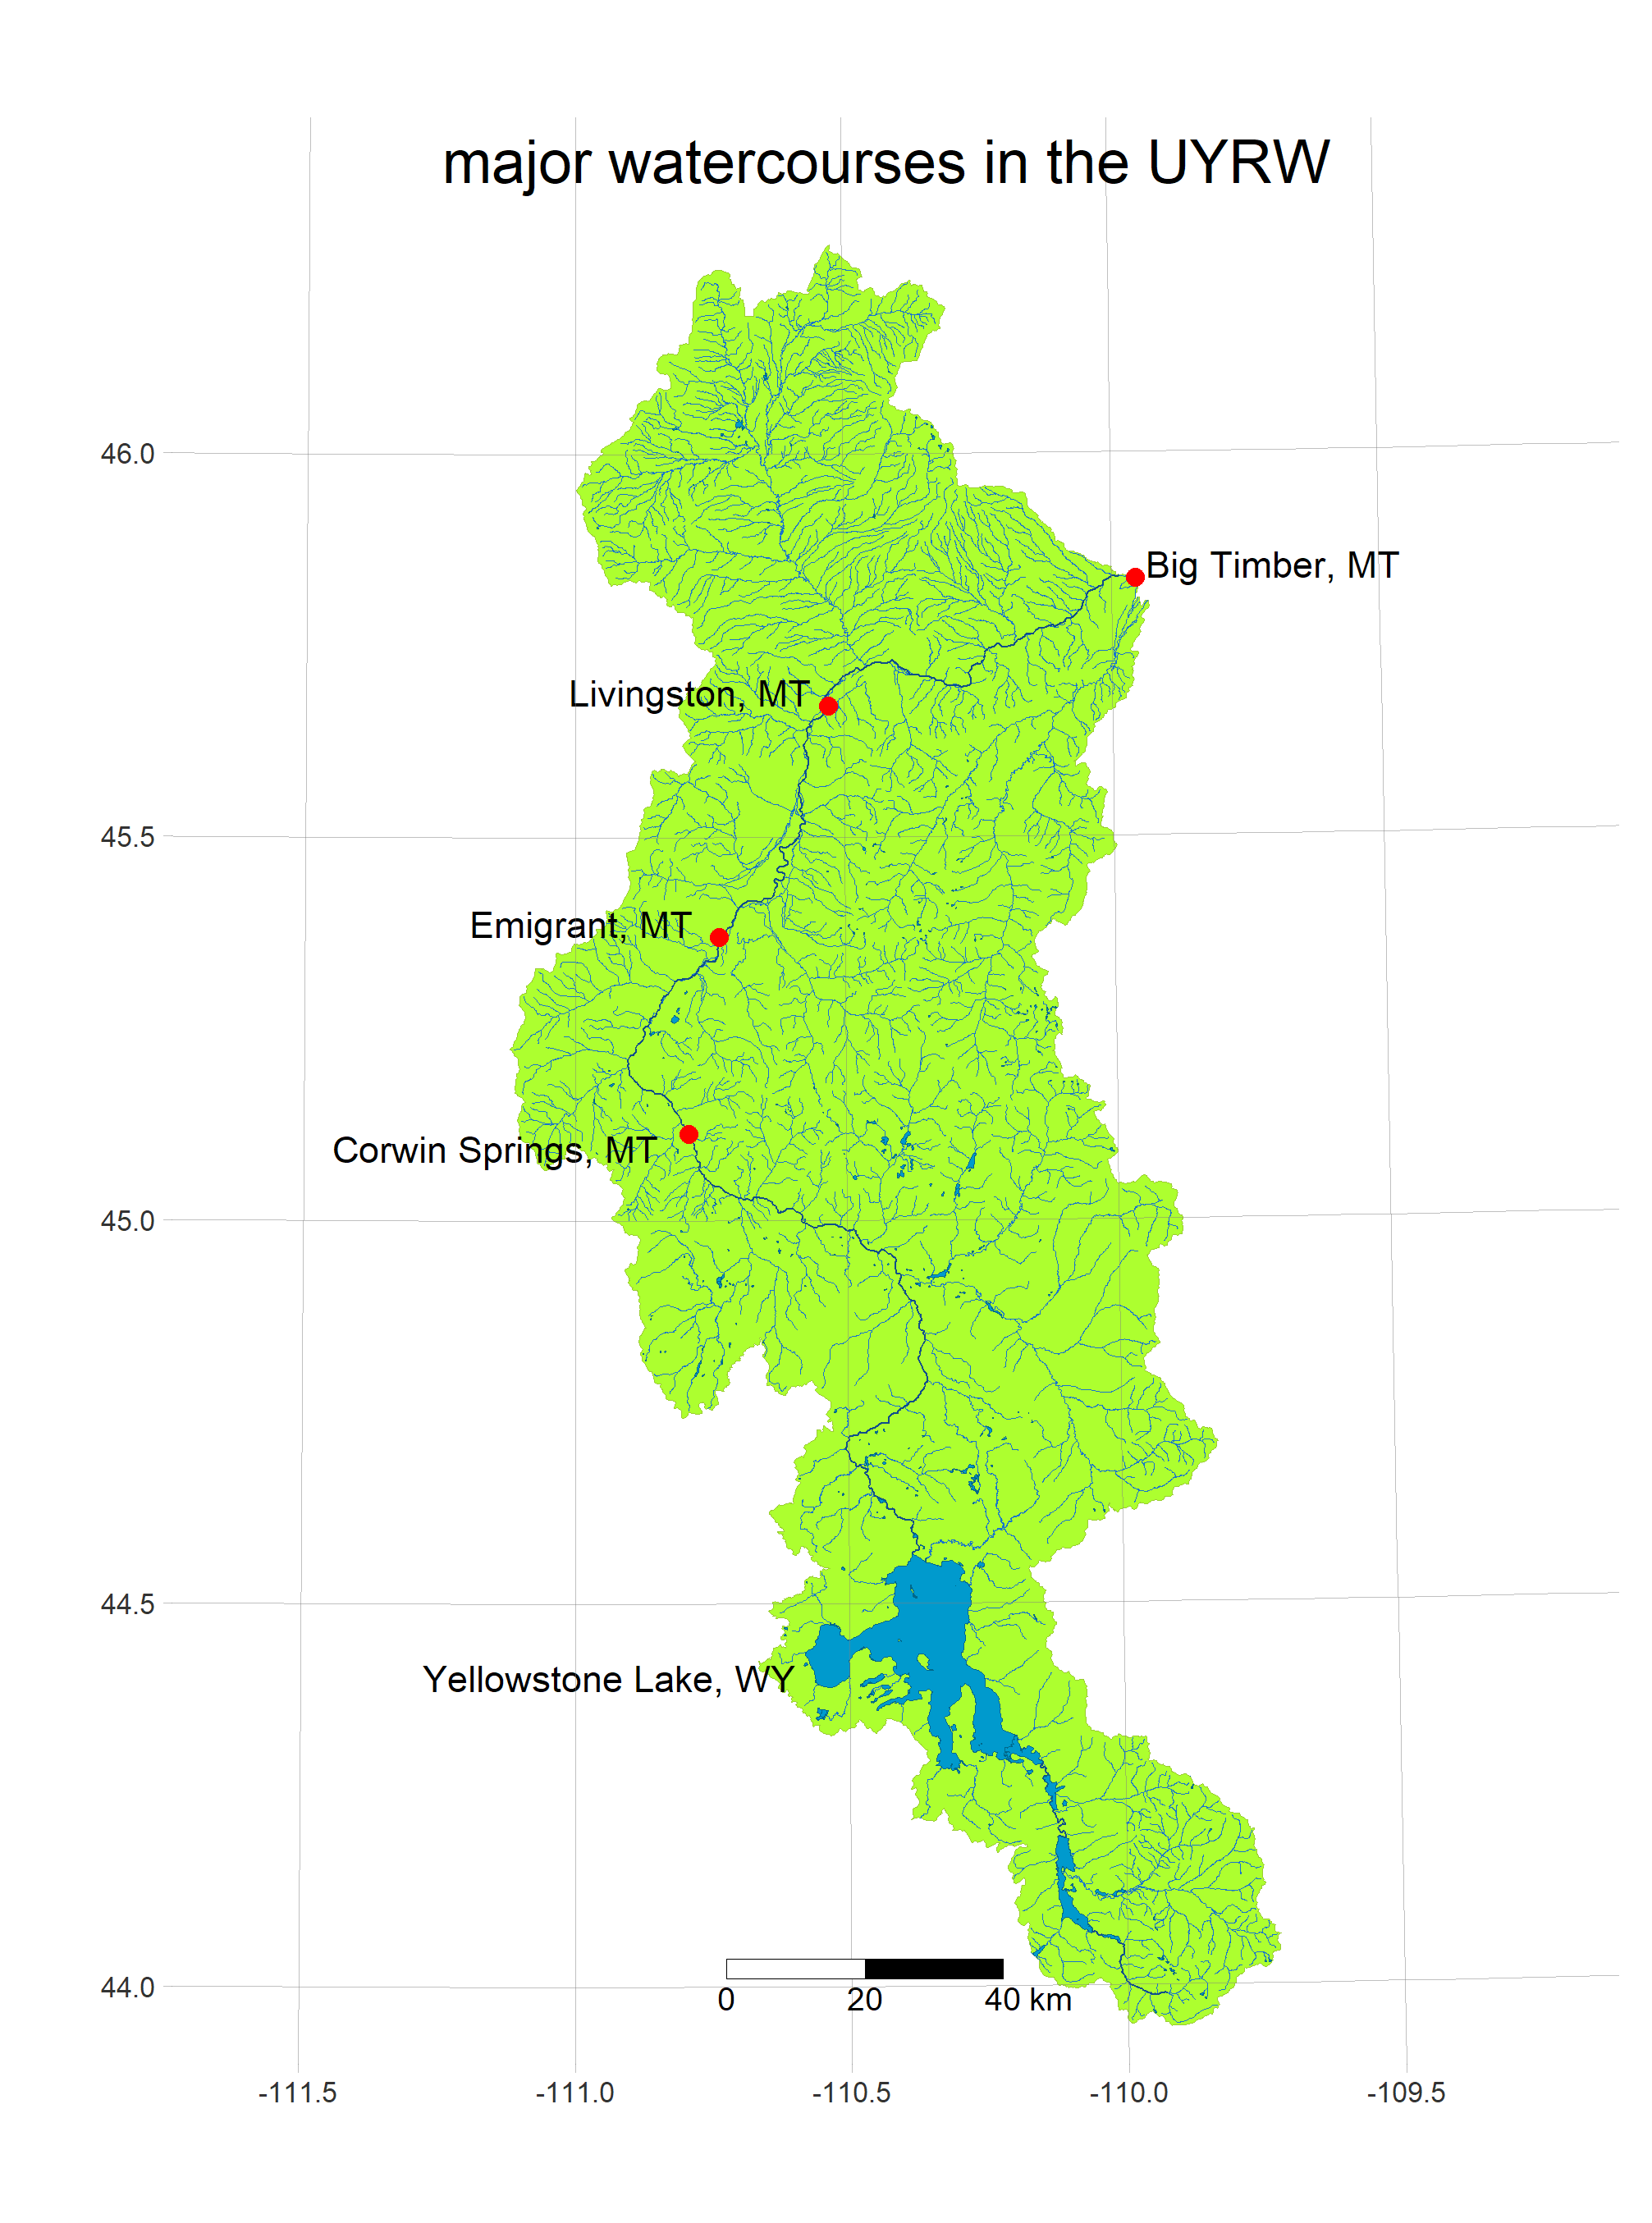 major watercourses in the UYRW
46.0
Big Timber, MT
Livingston, MT
45.5
Emigrant, MT
Corwin Springs, MT
45.0
44.5
Yellowstone Lake, WY
44.0
0 20 40 km
-111.5 -111.0 -110.5 -110.0 -109.5